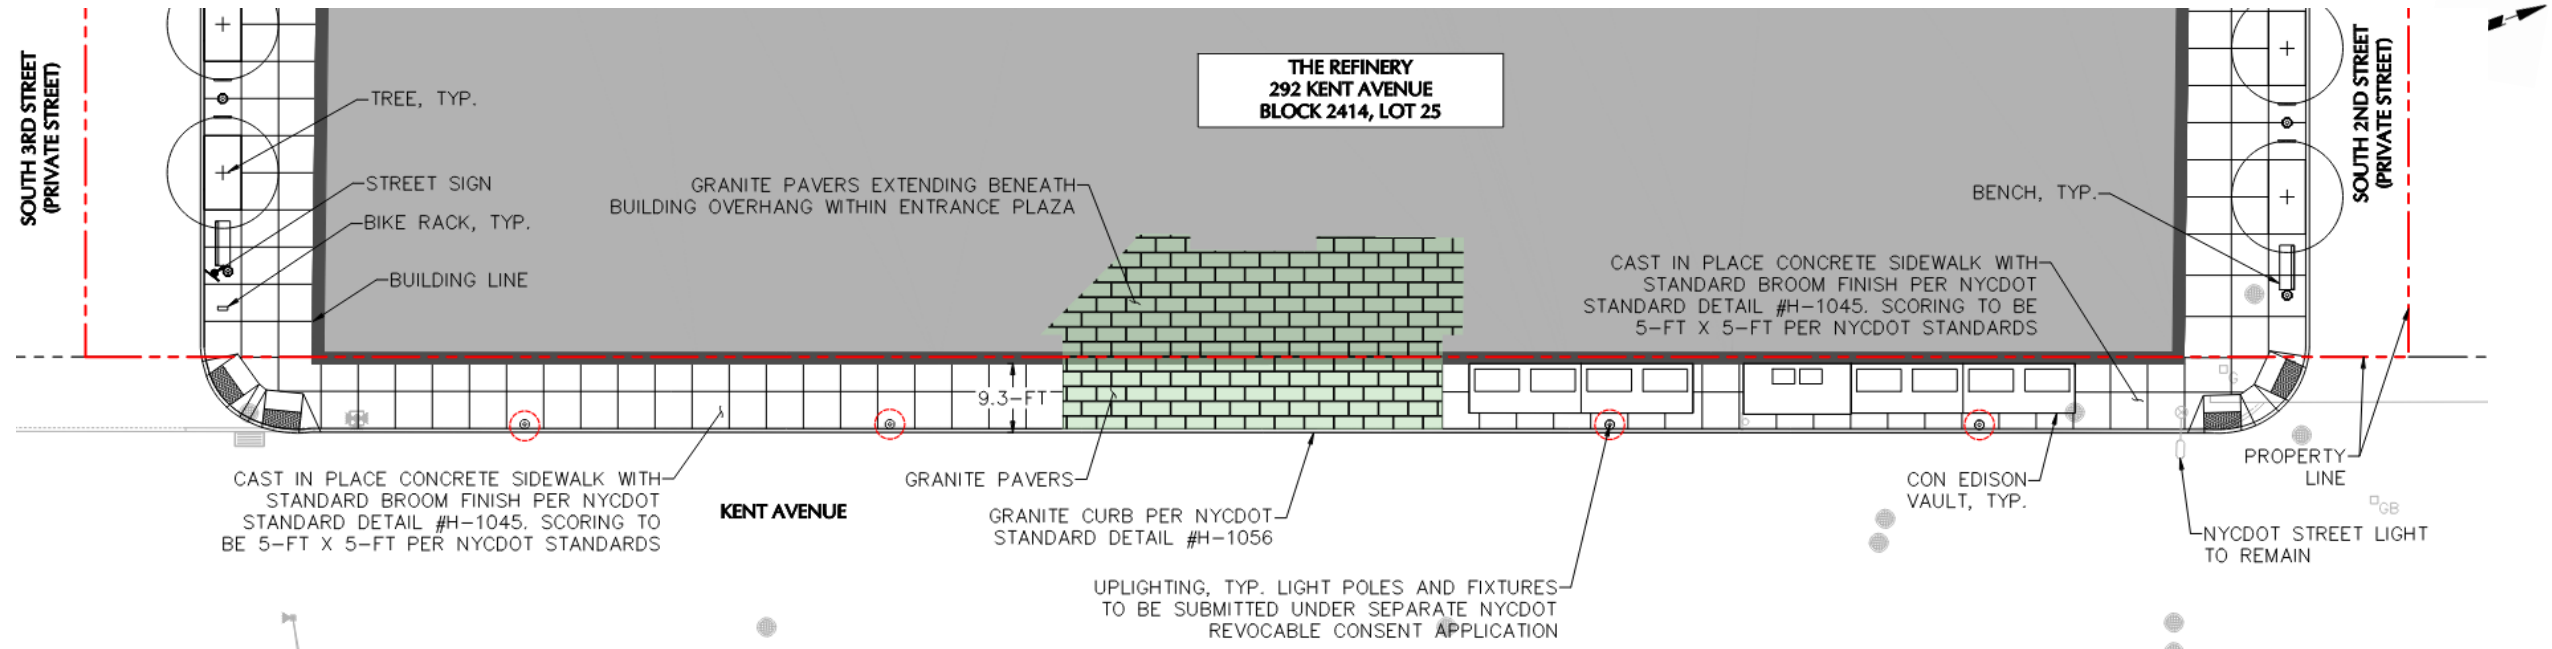 SOUTH 3RD STREET
(PRIVATE STREET)
THE REFINERY
292 KENT AVENUE
BLOCK 2414, LOT 25
SOUTH 2ND STREET
(PRIVATE STREET)
TREE, TYP.
STREET SIGN
BIKE RACK, TYP.
BUILDING LINE
GRANITE PAVERS EXTENDING BENEATH
BUILDING OVERHANG WITHIN ENTRANCE PLAZA
BENCH, TYP.
CAST IN PLACE CONCRETE SIDEWALK WITH
STANDARD BROOM FINISH PER NYCDOT
STANDARD DETAIL #H-1045. SCORING TO BE
5-FT X 5-FT PER NYCDOT STANDARDS
9.3-FT
G
CAST IN PLACE CONCRETE SIDEWALK WITH
STANDARD BROOM FINISH PER NYCDOT
STANDARD DETAIL #H-1045. SCORING TO
BE 5-FT X 5-FT PER NYCDOT STANDARDS
KENT AVENUE
GRANITE PAVERS
GRANITE CURB PER NYCDOT
STANDARD DETAIL #H-1056
UPLIGHTING, TYP. LIGHT POLES AND FIXTURES
TO BE SUBMITTED UNDER SEPARATE NYCDOT
REVOCABLE CONSENT APPLICATION
CON EDISON
VAULT, TYP.
PROPERTY
LINE
GB
NYCDOT STREET LIGHT
TO REMAIN